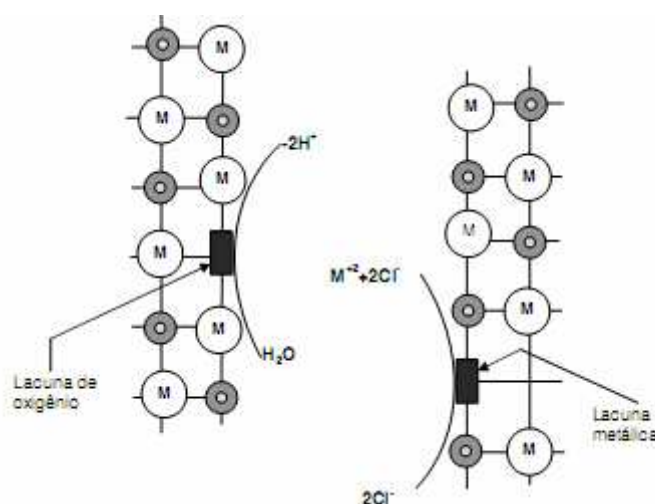 M
M
M
M
M
M
-2H⁺
H₂O
Lacuna de
oxigênio
M
M
M
M
M
M⁺²+2Cl⁻
2Cl⁻
Lacuna
metálica